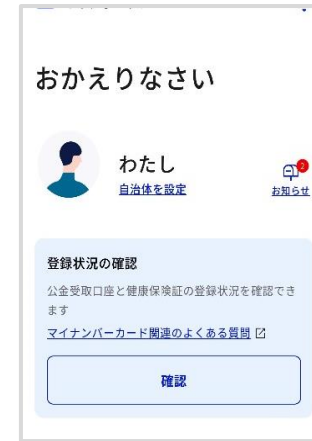 おかえりなさい
わたし
自治体を設定
2
お知らせ
登録状況の確認
公金受取口座と健康保険証の登録状況を確認でき
ます
マイナンバーカード関連のよくある質問
確認